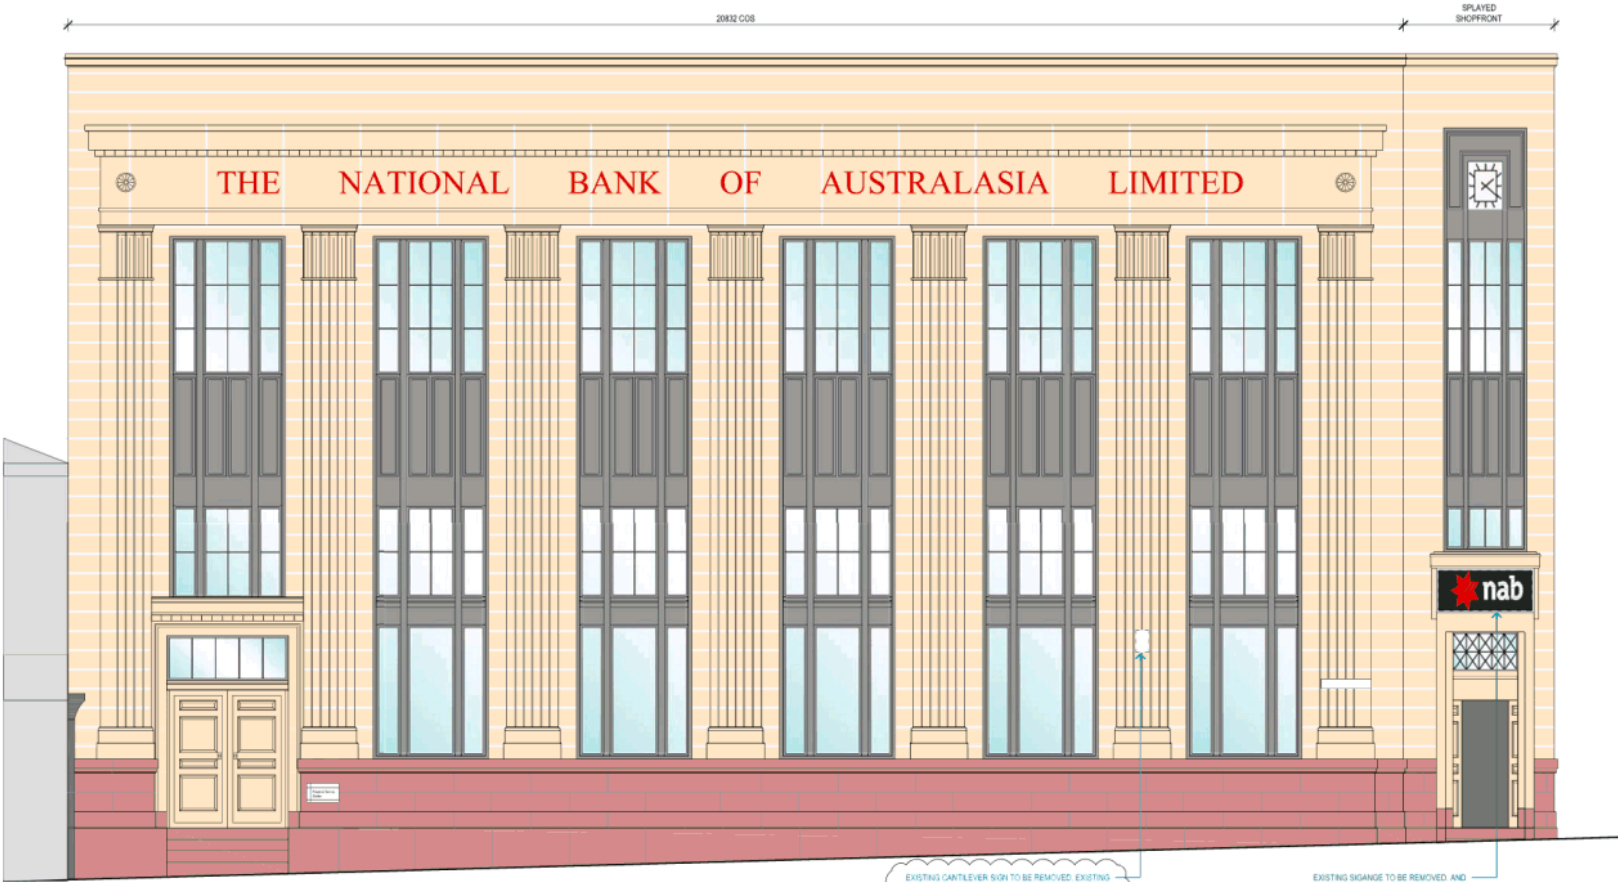 20832 COS
SPLAYED
SHOPFRONT
THE NATIONAL BANK OF AUSTRALASIA LIMITED
nab
EXISTING CANTILEVER SIGN TO BE REMOVED. EXISTING
EXISTING SIGANGE TO BE REMOVED. AND